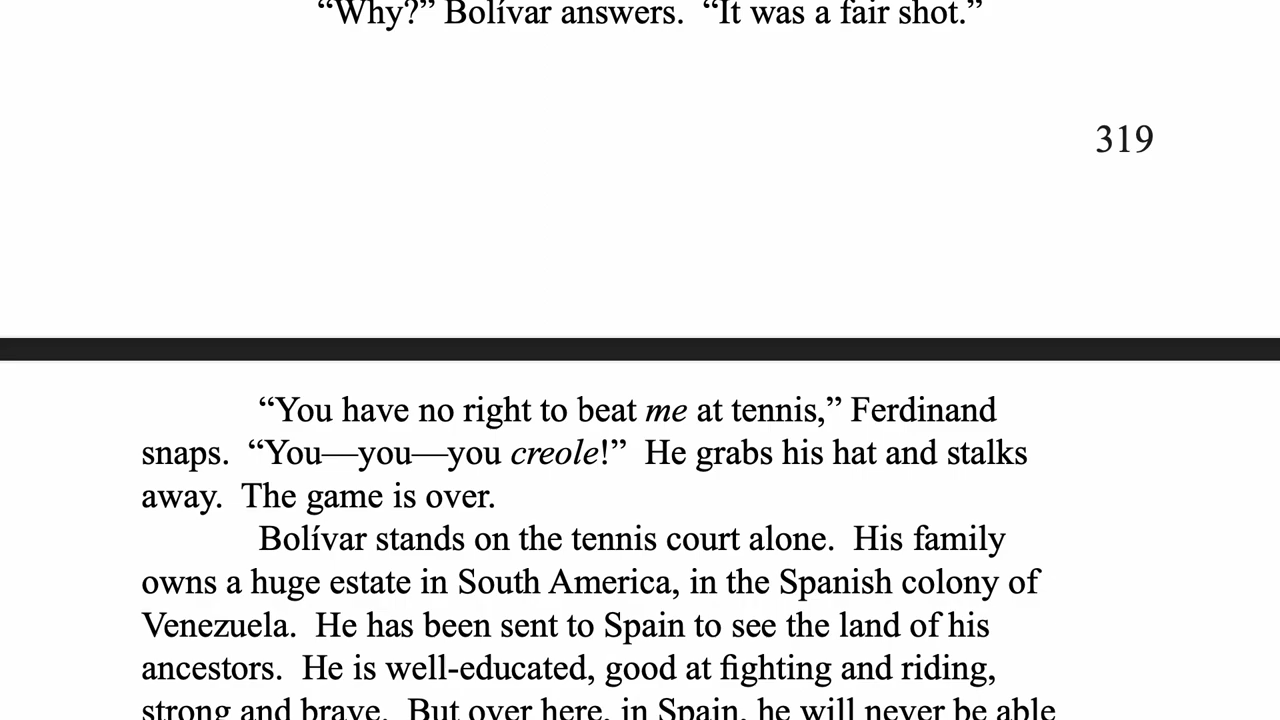 “Why?” Bolívar answers.  “It was a fair shot.”
319
“You have no right to beat me at tennis,” Ferdinand
snaps.  “You—you—you creole!”  He grabs his hat and stalks
away.  The game is over.
Bolívar stands on the tennis court alone.  His family
owns a huge estate in South America, in the Spanish colony of
Venezuela.  He has been sent to Spain to see the land of his
ancestors.  He is well-educated, good at fighting and riding,
strong and brave.  But over here, in Spain, he will never be able